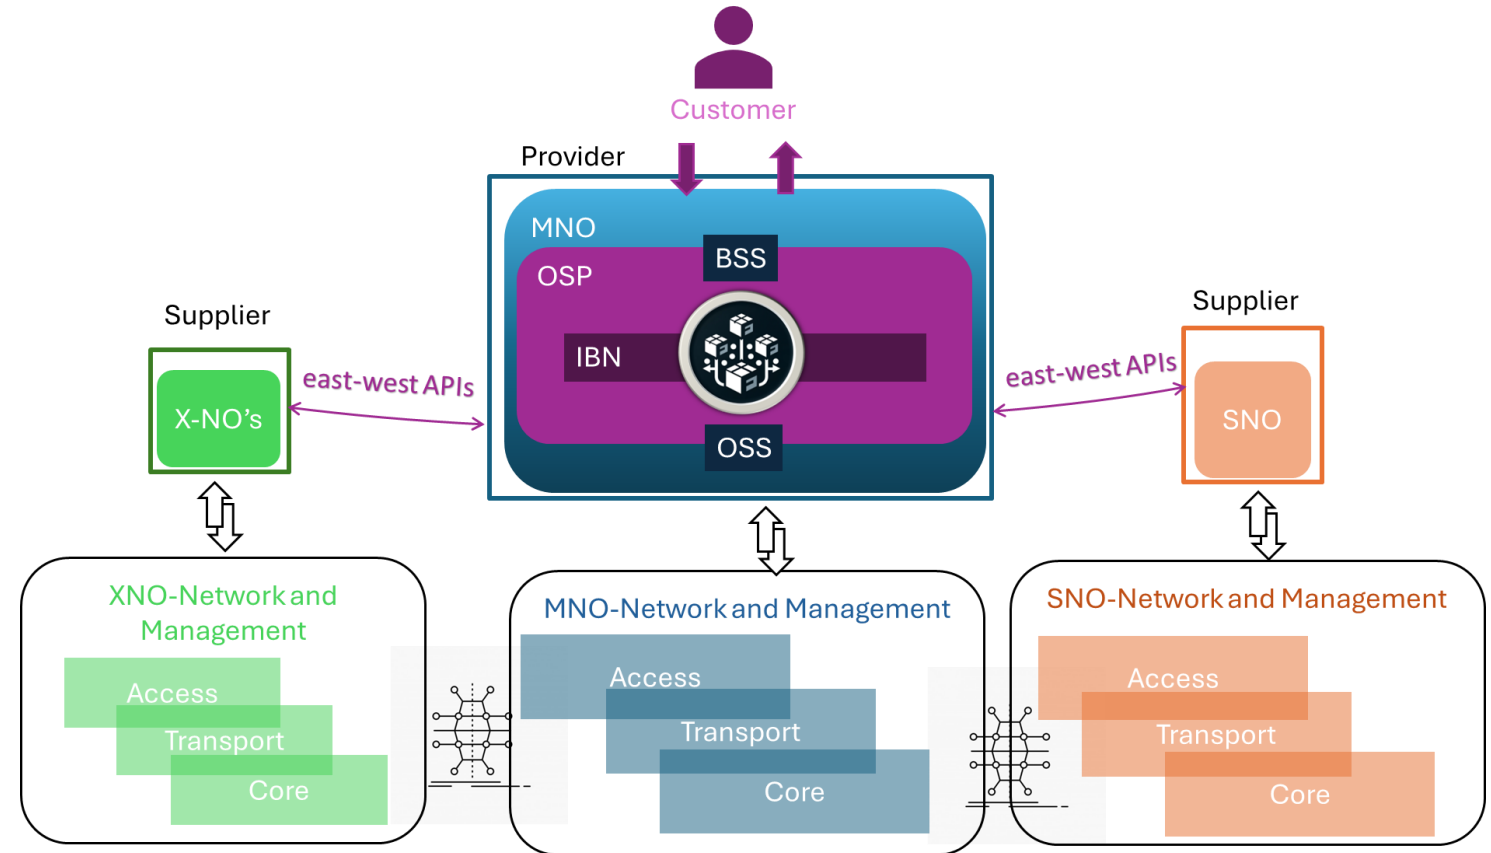 Customer
Provider
MNO
BSS
OSP
IBN
OSS
Supplier
X-NO's
east-west APIs
Supplier
SNO
east-west APIs
XNO-Network and
Management
Access
Transport
Core
MNO-Network and Management
Access
Transport
Core
SNO-Network and Management
Access
Transport
Core